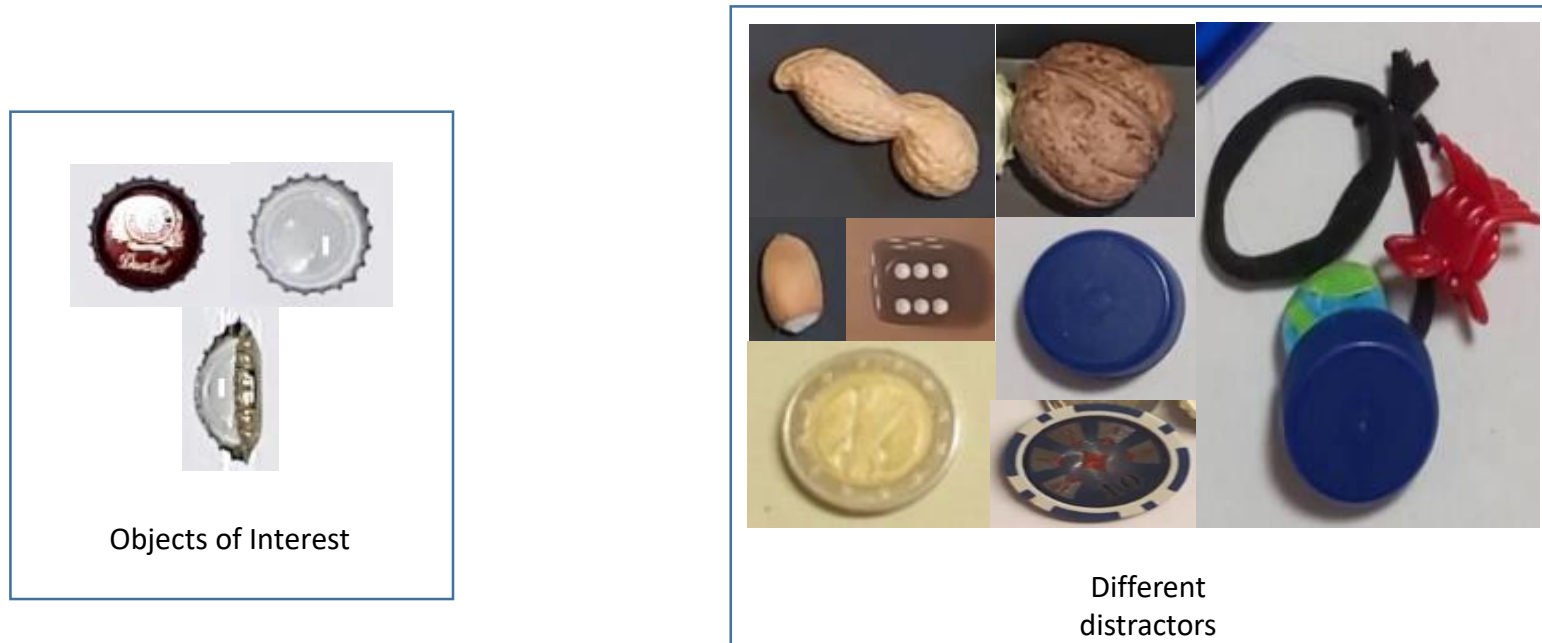 Objects of Interest
Different
distractors